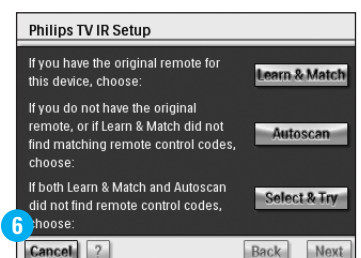 Philips TV IR Setup
If you have the original remote for
this device, choose:
Learn & Match
If you do not have the original
remote, or if Learn & Match did not
find matching remote control codes,
choose:
Autoscan
If both Learn & Match and Autoscan
did not find remote control codes,
choose:
Select & Try
6
Cancel ? Back Next